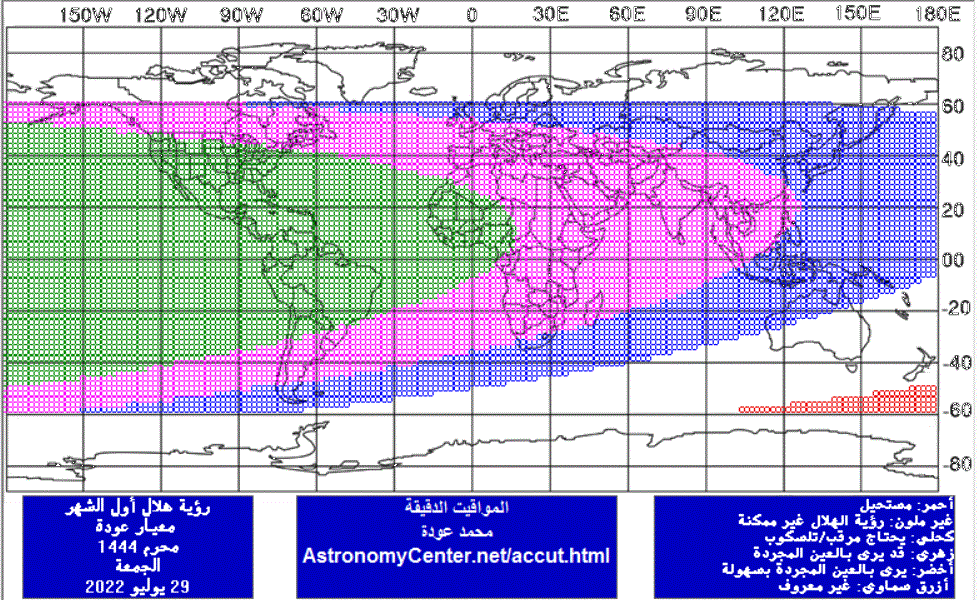 150W 120W 90W 60W 30W 0 30E 60E 90E 120E 150E 180E
80
60
40
20
00
-20
-40
-60
-80
رؤية هلال أول الشهر
معيار عودة
محرم 1444
الجمعة
29 يوليو 2022
المواقيت الدقيقة
محمد عودة
AstronomyCenter.net/accut.html
أحمر: مستحيل
غير ملون: رؤية الهلال غير ممكنة
كحلي: يحتاج مرقب/تلسكوب
زهري: قد يرى بالعين المجردة
أخضر: يرى بالعين المجردة بسهولة
أزرق سماوي: غير معروف